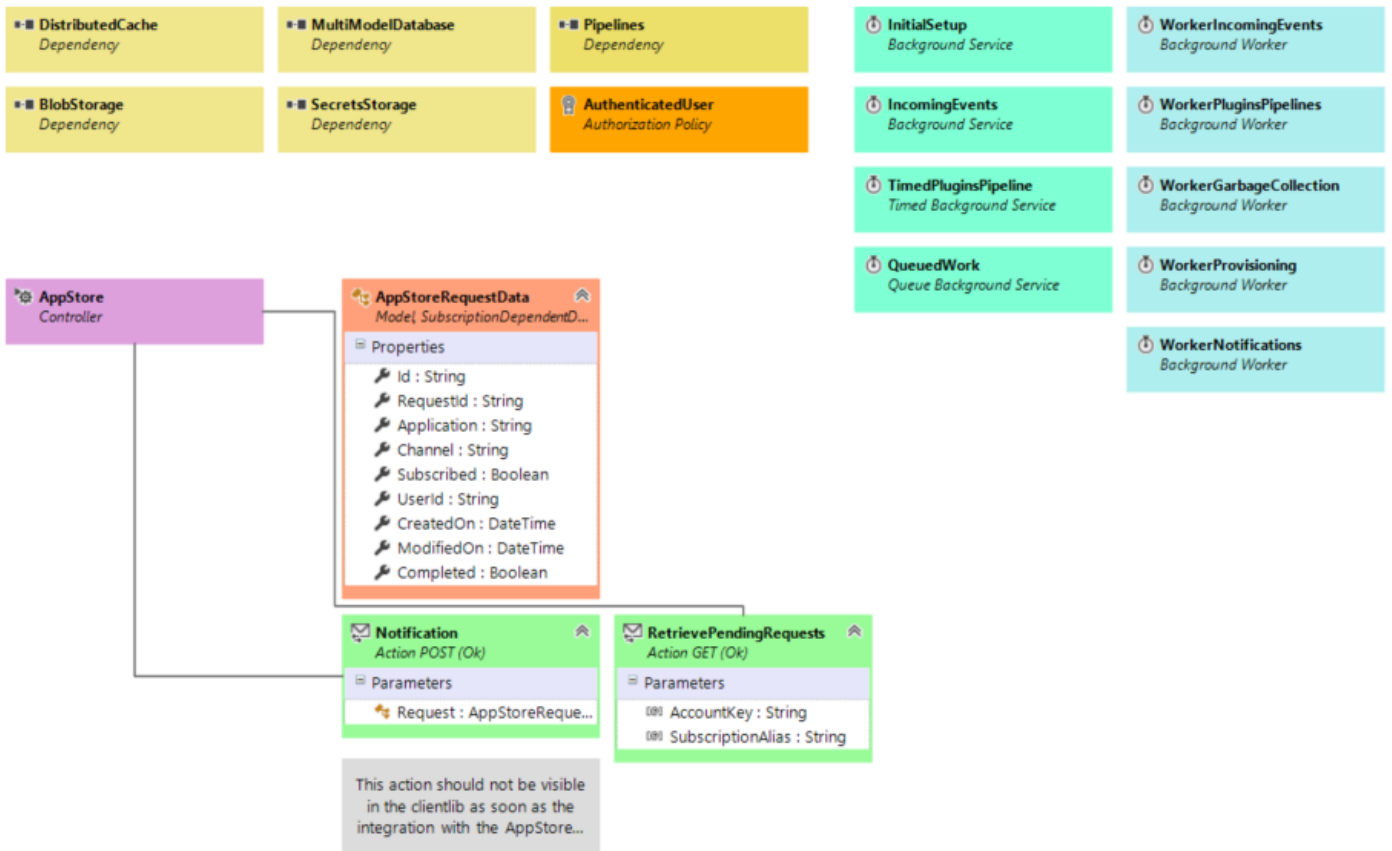 DistributedCache
Dependency
MultiModelDatabase
Dependency
Pipelines
Dependency
BlobStorage
Dependency
SecretsStorage
Dependency
AuthenticatedUser
Authorization Policy
InitialSetup
Background Service
WorkerIncomingEvents
Background Worker
IncomingEvents
Background Service
WorkerPluginsPipelines
Background Worker
TimedPluginsPipeline
Timed Background Service
WorkerGarbageCollection
Background Worker
QueuedWork
Queue Background Service
WorkerProvisioning
Background Worker
WorkerNotifications
Background Worker
AppStore
Controller
AppStoreRequestData
Model, SubscriptionDependentD...
Properties
Id : String
RequestId : String
Application : String
Channel : String
Subscribed : Boolean
UserId : String
CreatedOn : DateTime
ModifiedOn : DateTime
Completed : Boolean
Notification
Action POST (Ok)
Parameters
Request : AppStoreReque...
RetrievePendingRequests
Action GET (Ok)
Parameters
AccountKey : String
SubscriptionAlias : String
This action should not be visible
in the clientlib as soon as the
integration with the AppStore...